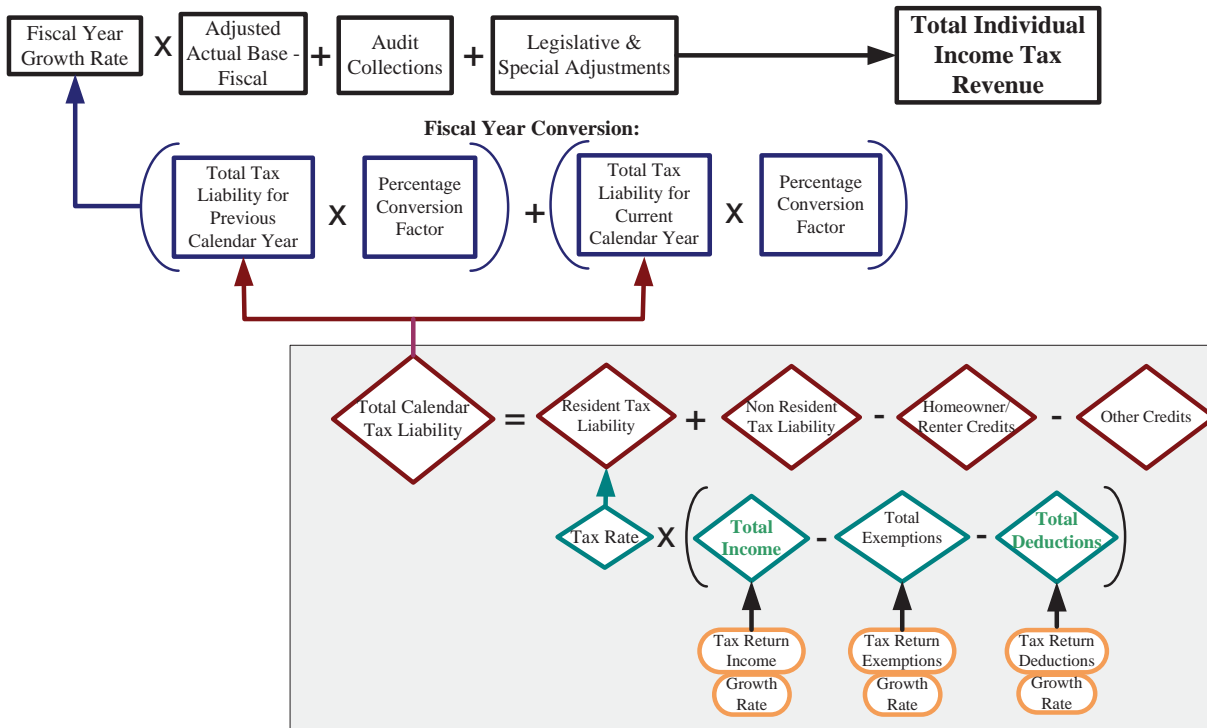 Fiscal Year
Growth Rate
X
Adjusted
Actual Base -
Fiscal
+
Audit
Collections
+
Legislative &
Special Adjustments
Total Individual
Income Tax
Revenue
Fiscal Year Conversion:
Total Tax
Liability for
Previous
Calendar Year
X
Percentage
Conversion
Factor
+
Total Tax
Liability for
Current
Calendar Year
X
Percentage
Conversion
Factor
Total Calendar
Tax Liability
=
Resident Tax
Liability
+
Non Resident
Tax Liability
-
Homeowner/
Renter Credits
-
Other Credits
Tax Rate
X
Total
Income
-
Total
Exemptions
-
Total
Deductions
Tax Return
Income
Growth
Rate
Tax Return
Exemptions
Growth
Rate
Tax Return
Deductions
Growth
Rate